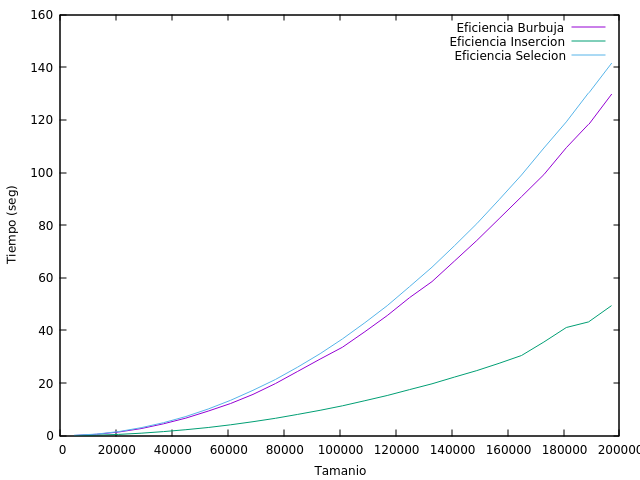 160
140
120
100
80
60
40
20
0
Tiempo (seg)
Eficiencia Burbuja
Eficiencia Insercion
Eficiencia Selecion
0 20000 40000 60000 80000 100000 120000 140000 160000 180000 200000
Tamanio